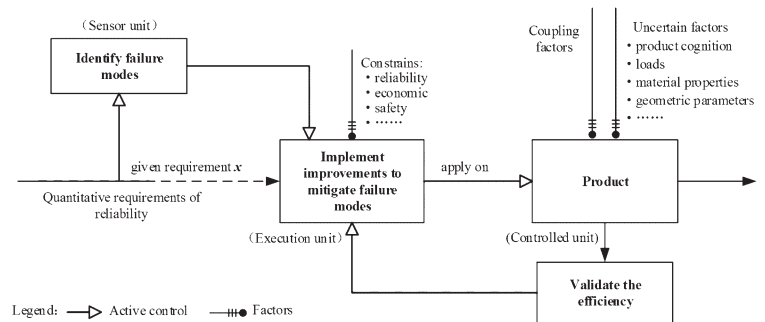 (Sensor unit)
Identify failure
modes
Constrains:
• reliability
• economic
• safety
• ······
Coupling
factors
Uncertain factors
• product cognition
• loads
• material properties
• geometric parameters
• ······
given requirement x
Quantitative requirements of
reliability
Implement
improvements to
mitigate failure
modes
(Execution unit)
apply on
Product
(Controlled unit)
Validate the
efficiency
Legend: Active control Factors